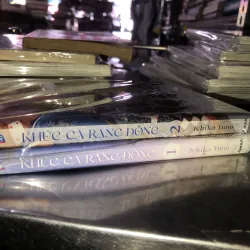 KHÚC CA RẠNG ĐÔNG 2 Ichika Yuno
KHÚC CA RẠNG ĐÔNG 1 Ichika Yuno